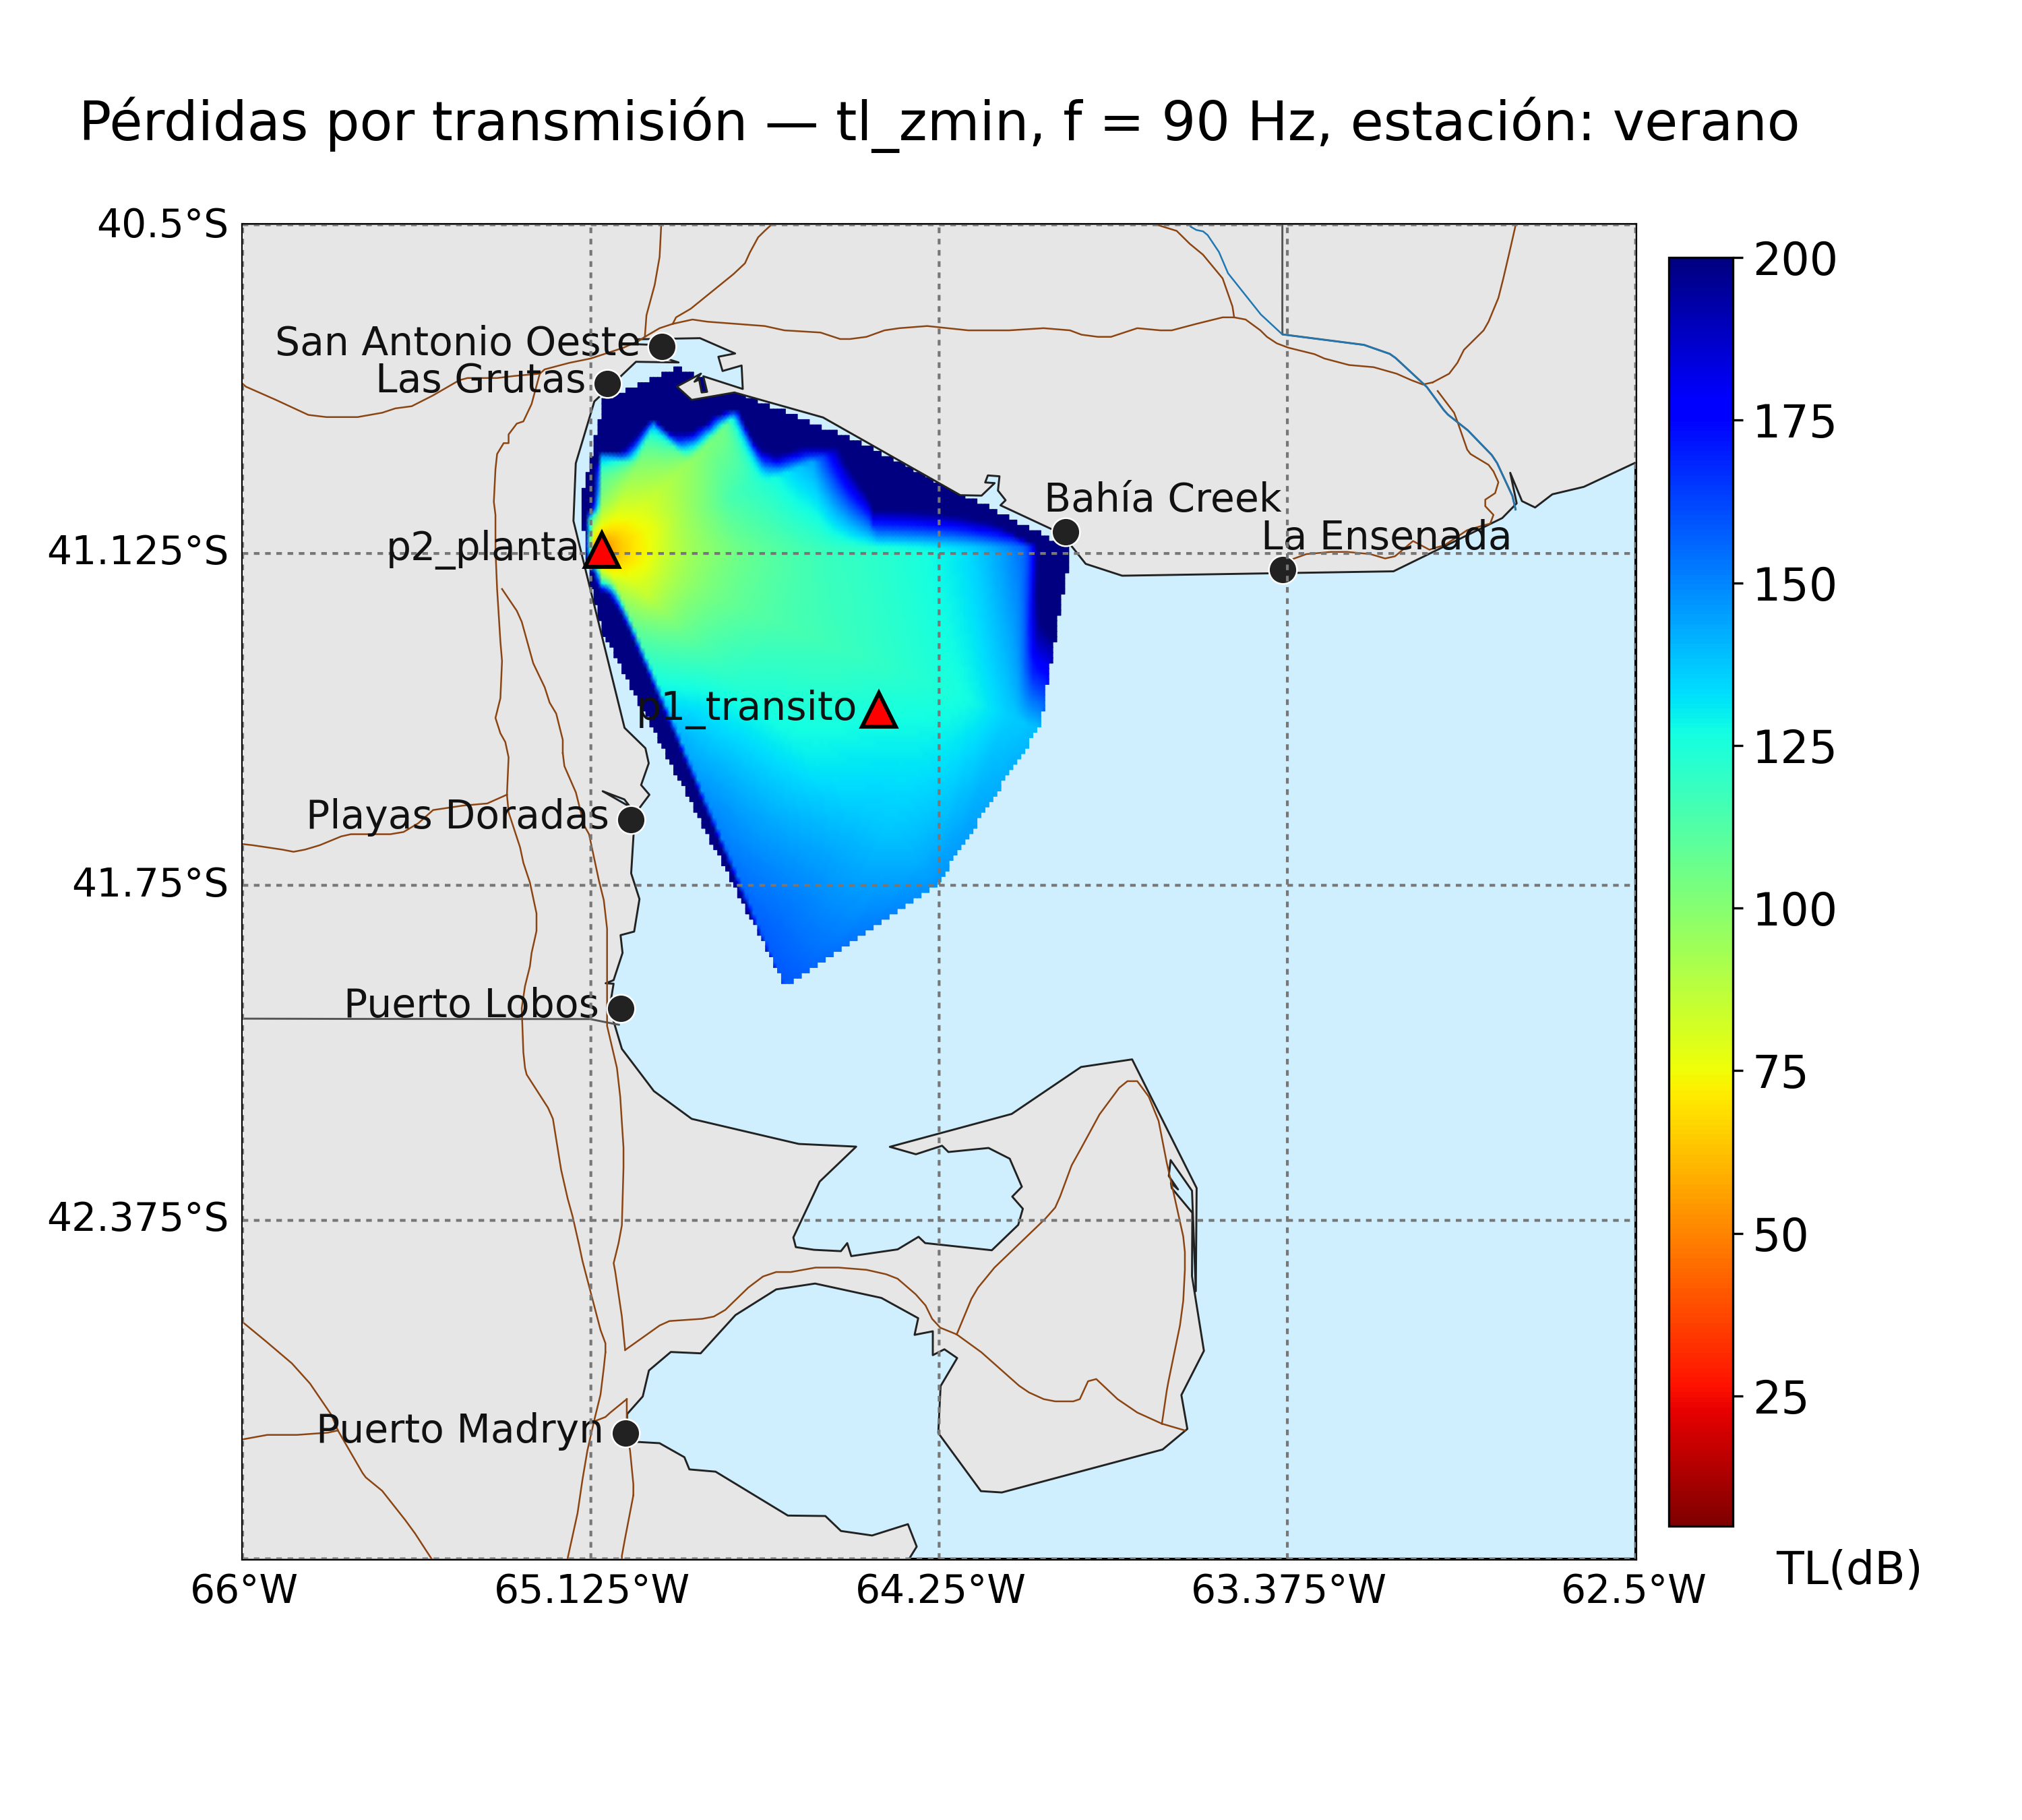 Pérdidas por transmisión — tl_zmin, f = 90 Hz, estación: verano
40.5°S
200
San Antonio Oeste
Las Grutas
175
Bahía Creek
La Ensenada
p2_planta
41.125°S
150
p1_transito
125
Playas Doradas
41.75°S
100
Puerto Lobos
75
42.375°S
50
25
Puerto Madryn
TL(dB)
66°W
65.125°W
64.25°W
63.375°W
62.5°W